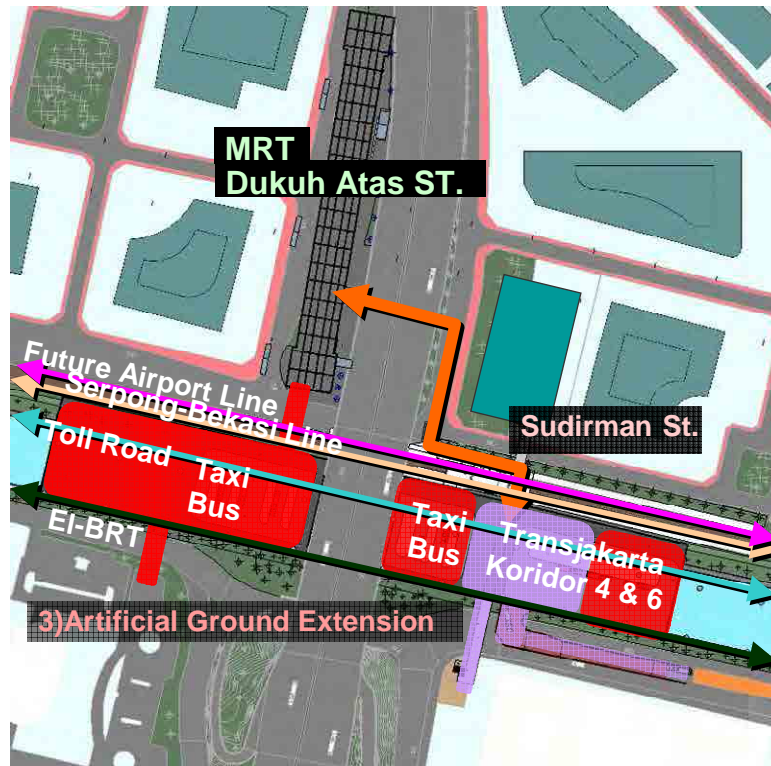 MRT
Dukuh Atas ST.
Future Airport Line
Serpong-Bekasi Line
Sudirman St.
Toll Road
Taxi
Bus
Taxi
Bus
Transjakarta
Koridor 4 & 6
EI-BRT
3)Artificial Ground Extension